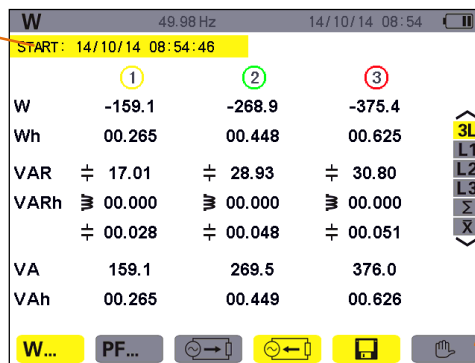 W 49.98 Hz 14/10/14 08:54
START: 14/10/14 08:54:46
1 2 3
W -159.1 -268.9 -375.4
Wh 00.265 00.448 00.625
VAR 17.01 28.93 30.80
VARh 00.000 00.000 00.000
00.028 00.048 00.051
VA 159.1 269.5 376.0
VAh 00.265 00.449 00.626
3L
L1
L2
L3
Σ
X̄
W... PF...